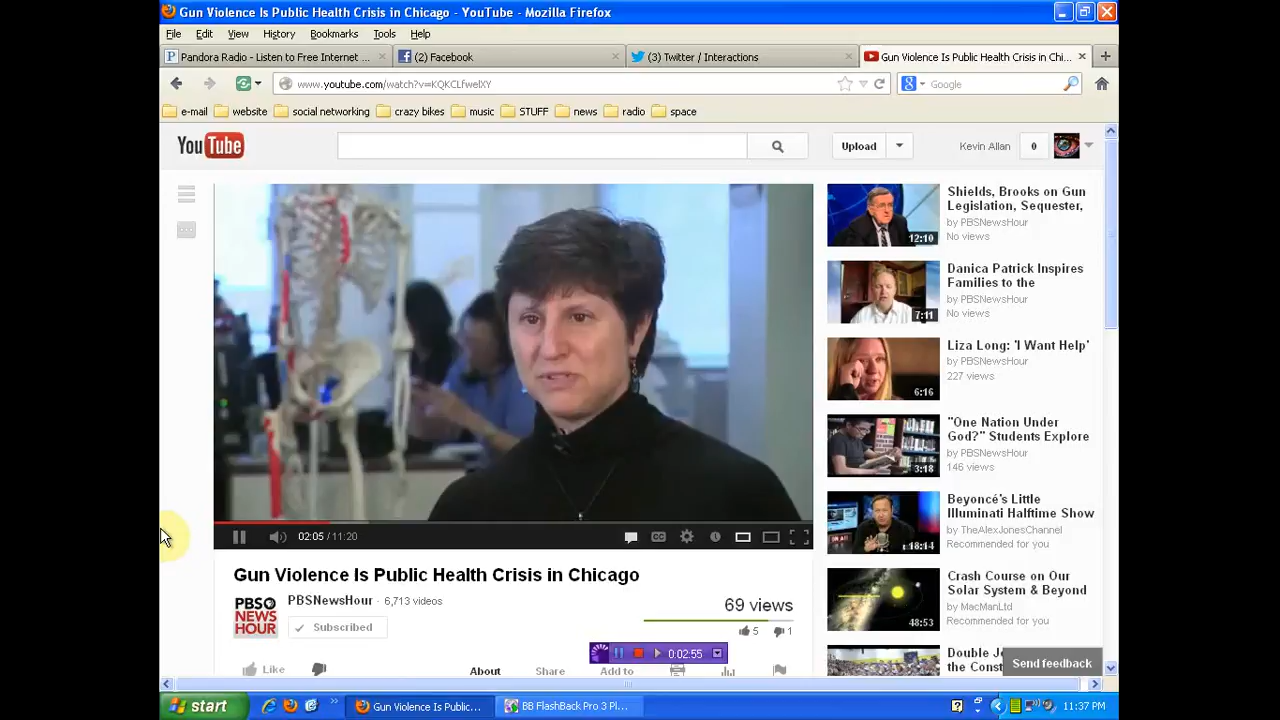 Gun Violence Is Public Health Crisis in Chicago - YouTube - Mozilla Firefox
File Edit View History Bookmarks Tools Help
Pandora Radio - Listen to Free Internet ...
(2) Facebook
(3) Twitter / Interactions
Gun Violence Is Public Health Crisis in Chi...
www.youtube.com/watch?v=KQKCLfwelXY
Google
e-mail website social networking crazy bikes music STUFF news radio space
YouTube
Upload
Kevin Allan 0
Shields, Brooks on Gun
Legislation, Sequester,
by PBSNewsHour
No views
12:10
Danica Patrick Inspires
Families to the
by PBSNewsHour
No views
7:11
Liza Long: 'I Want Help'
by PBSNewsHour
227 views
6:16
"One Nation Under
God?" Students Explore
by PBSNewsHour
146 views
3:18
Beyoncé's Little
Illuminati Halftime Show
by TheAlexJonesChannel
Recommended for you
18:14
Crash Course on Our
Solar System & Beyond
by MacManLtd
Recommended for you
48:53
02:05 / 11:20
CC
Gun Violence Is Public Health Crisis in Chicago
PBS
NEWS
HOUR
PBSNewsHour · 6,713 videos
Subscribed
69 views
5 1
0:02:55
Like
About Share Add to
Send feedback
start
Gun Violence Is Public...
BB FlashBack Pro 3 Pl...
11:37 PM